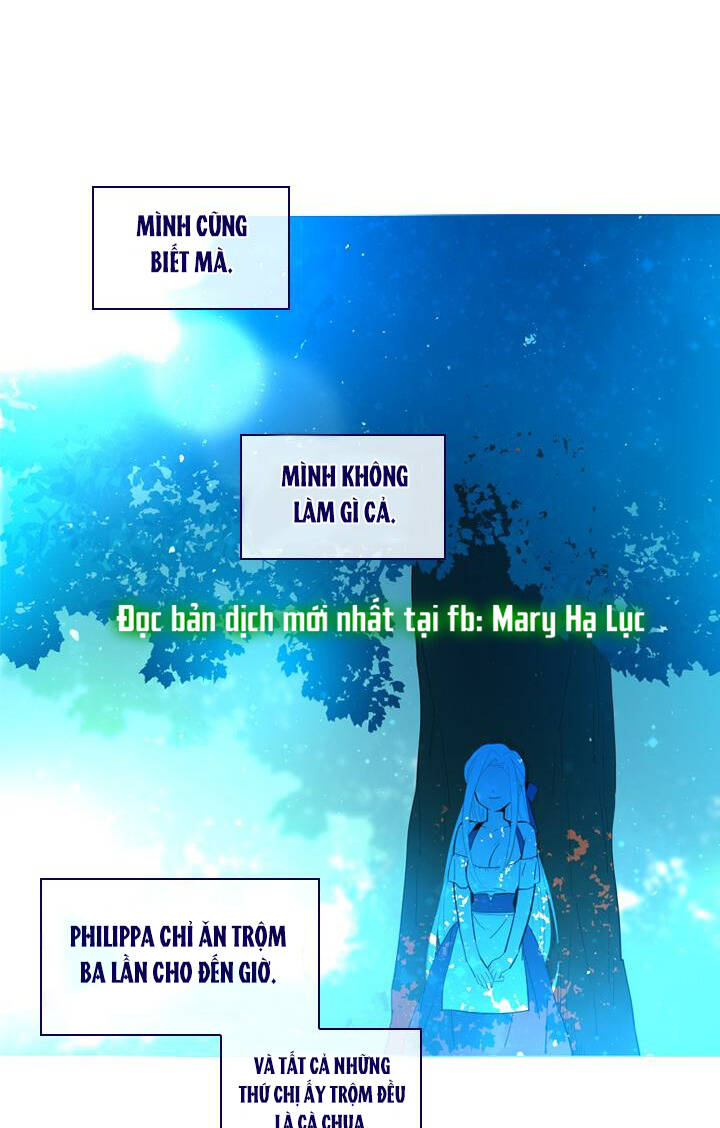 MÌNH CŨNG
BIẾT MÀ.
MÌNH KHÔNG
LÀM GÌ CẢ.
Đọc bản dịch mới nhất tại fb: Mary Hạ Lục
PHILIPPA CHỈ ĂN TRỘM
BA LẦN CHO ĐẾN GIỜ.
VÀ TẤT CẢ NHỮNG
THỨ CHỊ ẤY TRỘM ĐỀU
LÀ CÀ CHUA